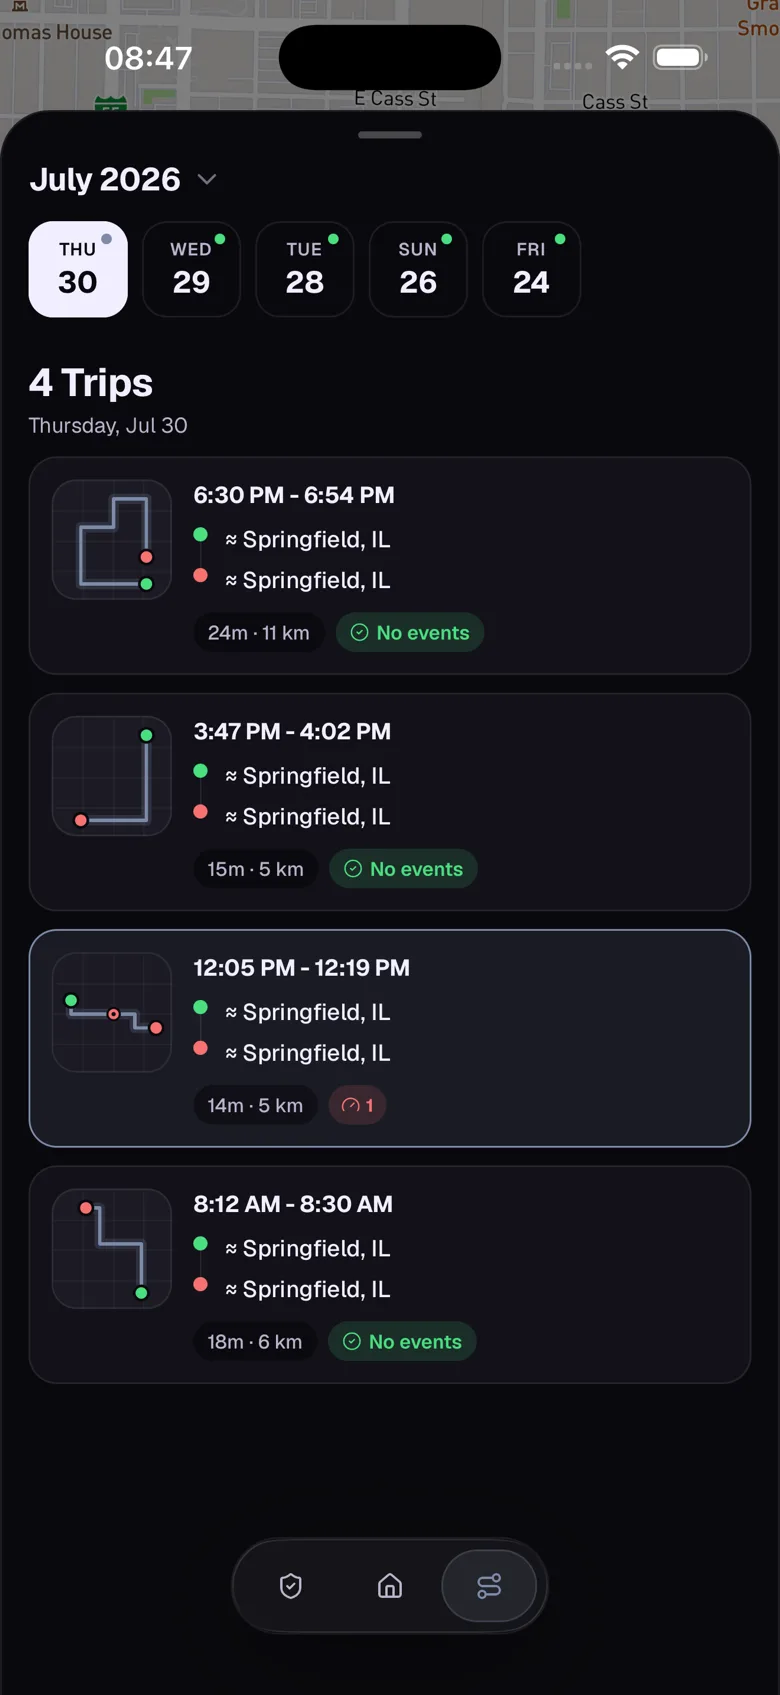 omas House
Gra
Smo
08:47
E Cass St
Cass St
July 2026
THU
30
WED
29
TUE
28
SUN
26
FRI
24
4 Trips
Thursday, Jul 30
6:30 PM - 6:54 PM
≈ Springfield, IL
≈ Springfield, IL
24m · 11 km
No events
3:47 PM - 4:02 PM
≈ Springfield, IL
≈ Springfield, IL
15m · 5 km
No events
12:05 PM - 12:19 PM
≈ Springfield, IL
≈ Springfield, IL
14m · 5 km
1
8:12 AM - 8:30 AM
≈ Springfield, IL
≈ Springfield, IL
18m · 6 km
No events